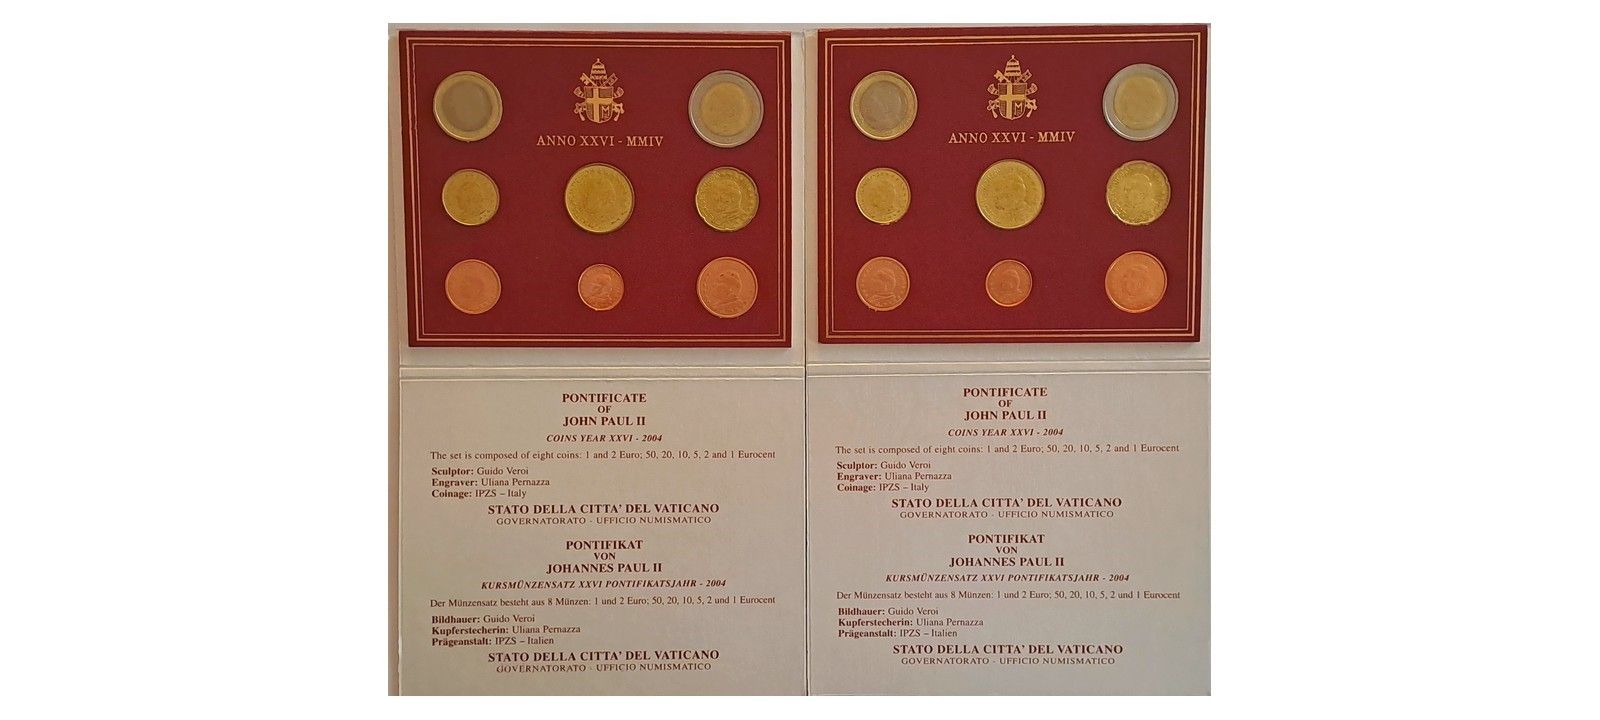 ANNO XXVI - MMIV
PONTIFICATE
OF
JOHN PAUL II
COINS YEAR XXVI - 2004
The set is composed of eight coins: 1 and 2 Euro; 50, 20, 10, 5, 2 and 1 Eurocent
Sculptor: Guido Veroi
Engraver: Uliana Pernazza
Coinage: IPZS – Italy
STATO DELLA CITTA' DEL VATICANO
GOVERNATORATO - UFFICIO NUMISMATICO
PONTIFIKAT
VON
JOHANNES PAUL II
KURSMÜNZENSATZ XXVI PONTIFIKATSJAHR - 2004
Der Münzensatz besteht aus 8 Münzen: 1 und 2 Euro; 50, 20, 10, 5, 2 und 1 Eurocent
Bildhauer: Guido Veroi
Kupferstecherin: Uliana Pernazza
Prägeanstalt: IPZS – Italien
STATO DELLA CITTA' DEL VATICANO
GOVERNATORATO - UFFICIO NUMISMATICO
ANNO XXVI - MMIV
PONTIFICATE
OF
JOHN PAUL II
COINS YEAR XXVI - 2004
The set is composed of eight coins: 1 and 2 Euro; 50, 20, 10, 5, 2 and 1 Eurocent
Sculptor: Guido Veroi
Engraver: Uliana Pernazza
Coinage: IPZS – Italy
STATO DELLA CITTA' DEL VATICANO
GOVERNATORATO - UFFICIO NUMISMATICO
PONTIFIKAT
VON
JOHANNES PAUL II
KURSMÜNZENSATZ XXVI PONTIFIKATSJAHR - 2004
Der Münzensatz besteht aus 8 Münzen: 1 und 2 Euro; 50, 20, 10, 5, 2 und 1 Eurocent
Bildhauer: Guido Veroi
Kupferstecherin: Uliana Pernazza
Prägeanstalt: IPZS – Italien
STATO DELLA CITTA' DEL VATICANO
GOVERNATORATO - UFFICIO NUMISMATICO